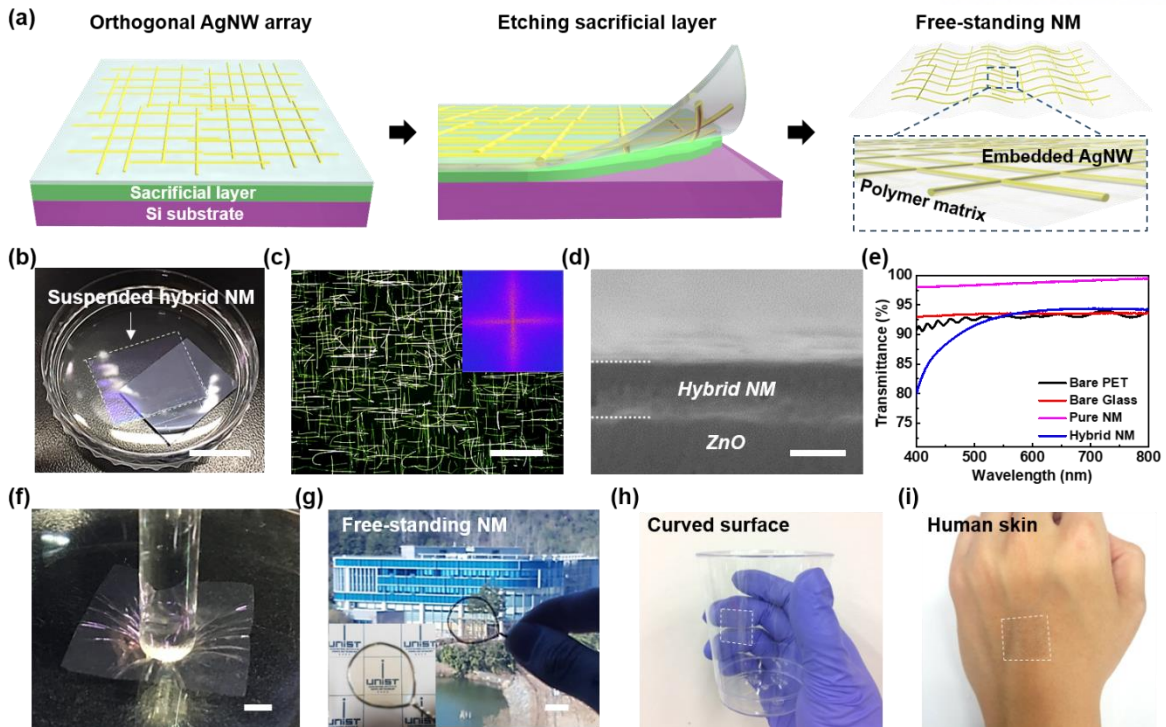 (a)
Orthogonal AgNW array
Etching sacrificial layer
Free-standing NM
Sacrificial layer
Si substrate
Embedded AgNW
Polymer matrix
(b)
Suspended hybrid NM
(c)
(d)
Hybrid NM
ZnO
(e)
100
95
90
85
80
75
Transmittance (%)
Bare PET
Bare Glass
Pure NM
Hybrid NM
400 500 600 700 800
Wavelength (nm)
(f)
(g)
Free-standing NM
UNIST
UNIST
UNIST
(h)
Curved surface
(i)
Human skin